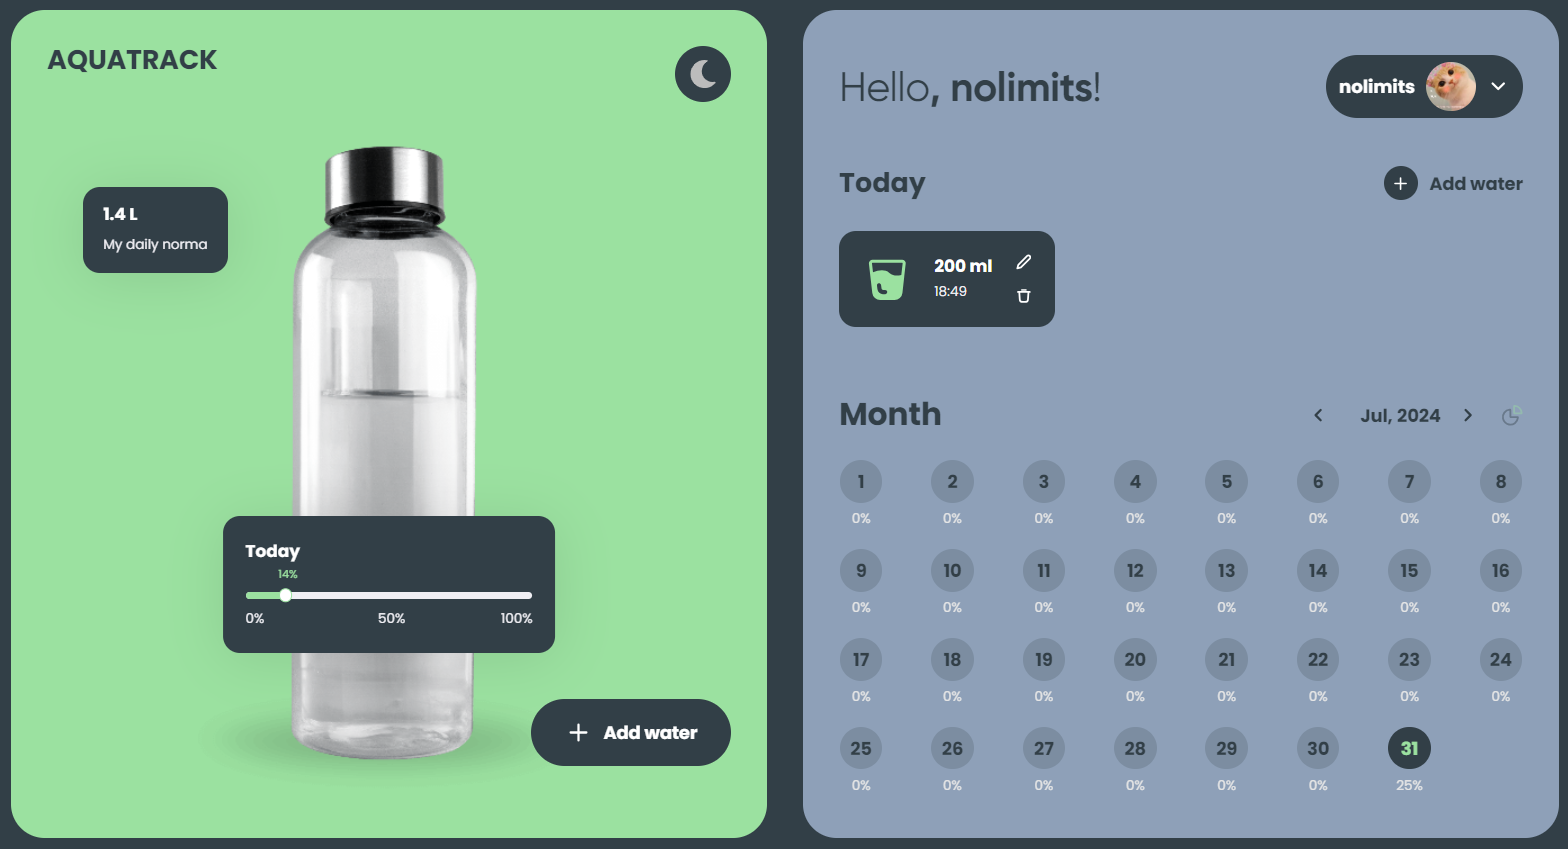 AQUATRACK
1.4 L
My daily norma
Today
14%
0% 50% 100%
Add water
Hello, nolimits!
nolimits
Today
Add water
200 ml
18:49
Month
Jul, 2024
1 2 3 4 5 6 7 8
0% 0% 0% 0% 0% 0% 0% 0%
9 10 11 12 13 14 15 16
0% 0% 0% 0% 0% 0% 0% 0%
17 18 19 20 21 22 23 24
0% 0% 0% 0% 0% 0% 0% 0%
25 26 27 28 29 30 31
0% 0% 0% 0% 0% 0% 25%